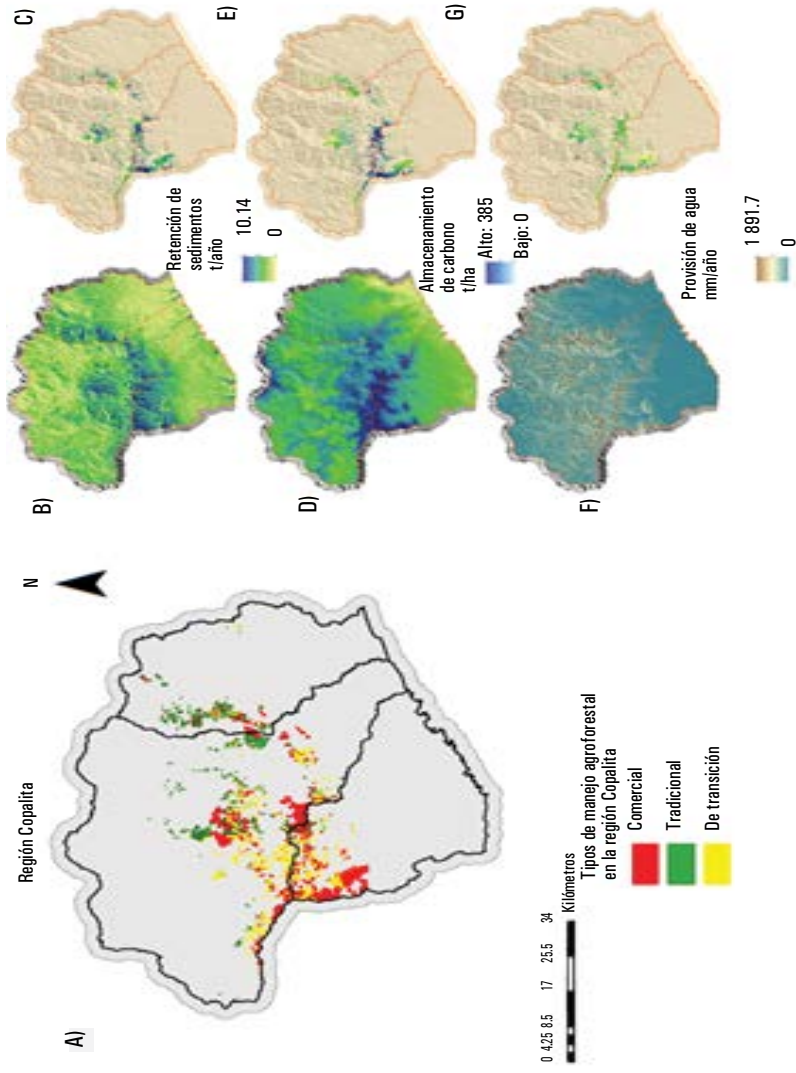 Región Copalita
N
A)
0 4.25 8.5 17 25.5 34
Kilómetros
Tipos de manejo agroforestal
en la región Copalita
Comercial
Tradicional
De transición
B)
C)
Retención de
sedimentos
t/año
10.14
0
D)
E)
Almacenamiento
de carbono
t/ha
Alto: 385
Bajo: 0
F)
G)
Provisión de agua
mm/año
1 891.7
0